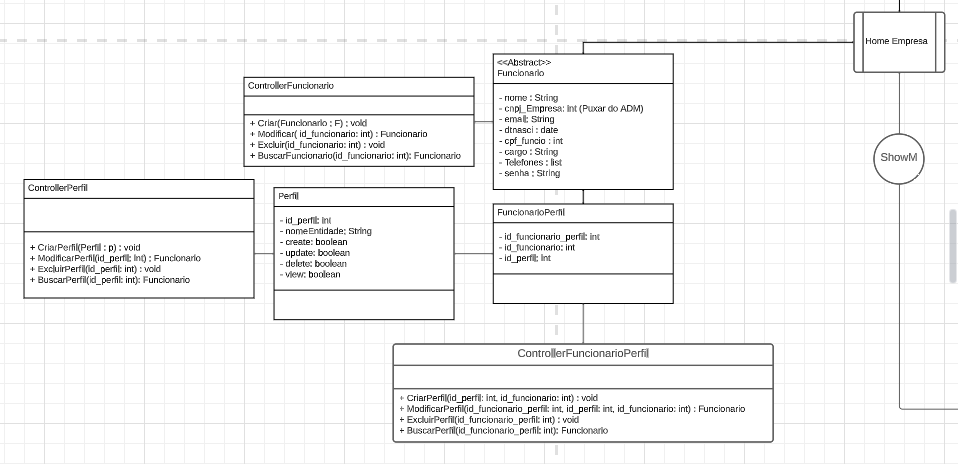 Home Empresa
ShowM
<<Abstract>>
Funcionario
- nome : String
- cnpj_Empresa: int (Puxar do ADM)
- email: String
- dtnasci : date
- cpf_funcio : int
- cargo : String
- Telefones : list
- senha : String
ControllerFuncionario
+ Criar(Funcionario : F) : void
+ Modificar( id_funcionario: int) : Funcionario
+ Excluir(id_funcionario: int) : void
+ BuscarFuncionario(id_funcionario: int): Funcionario
ControllerPerfil
+ CriarPerfil(Perfil : p) : void
+ ModificarPerfil(id_perfil: int) : Funcionario
+ ExcluirPerfil(id_perfil: int) : void
+ BuscarPerfil(id_perfil: int): Funcionario
Perfil
- id_perfil: int
- nomeEntidade: String
- create: boolean
- update: boolean
- delete: boolean
- view: boolean
FuncionarioPerfil
- id_funcionario_perfil: int
- id_funcionario: int
- id_perfil: int
ControllerFuncionarioPerfil
+ CriarPerfil(id_perfil: int, id_funcionario: int) : void
+ ModificarPerfil(id_funcionario_perfil: int, id_perfil: int, id_funcionario: int) : Funcionario
+ ExcluirPerfil(id_funcionario_perfil: int) : void
+ BuscarPerfil(id_funcionario_perfil: int): Funcionario